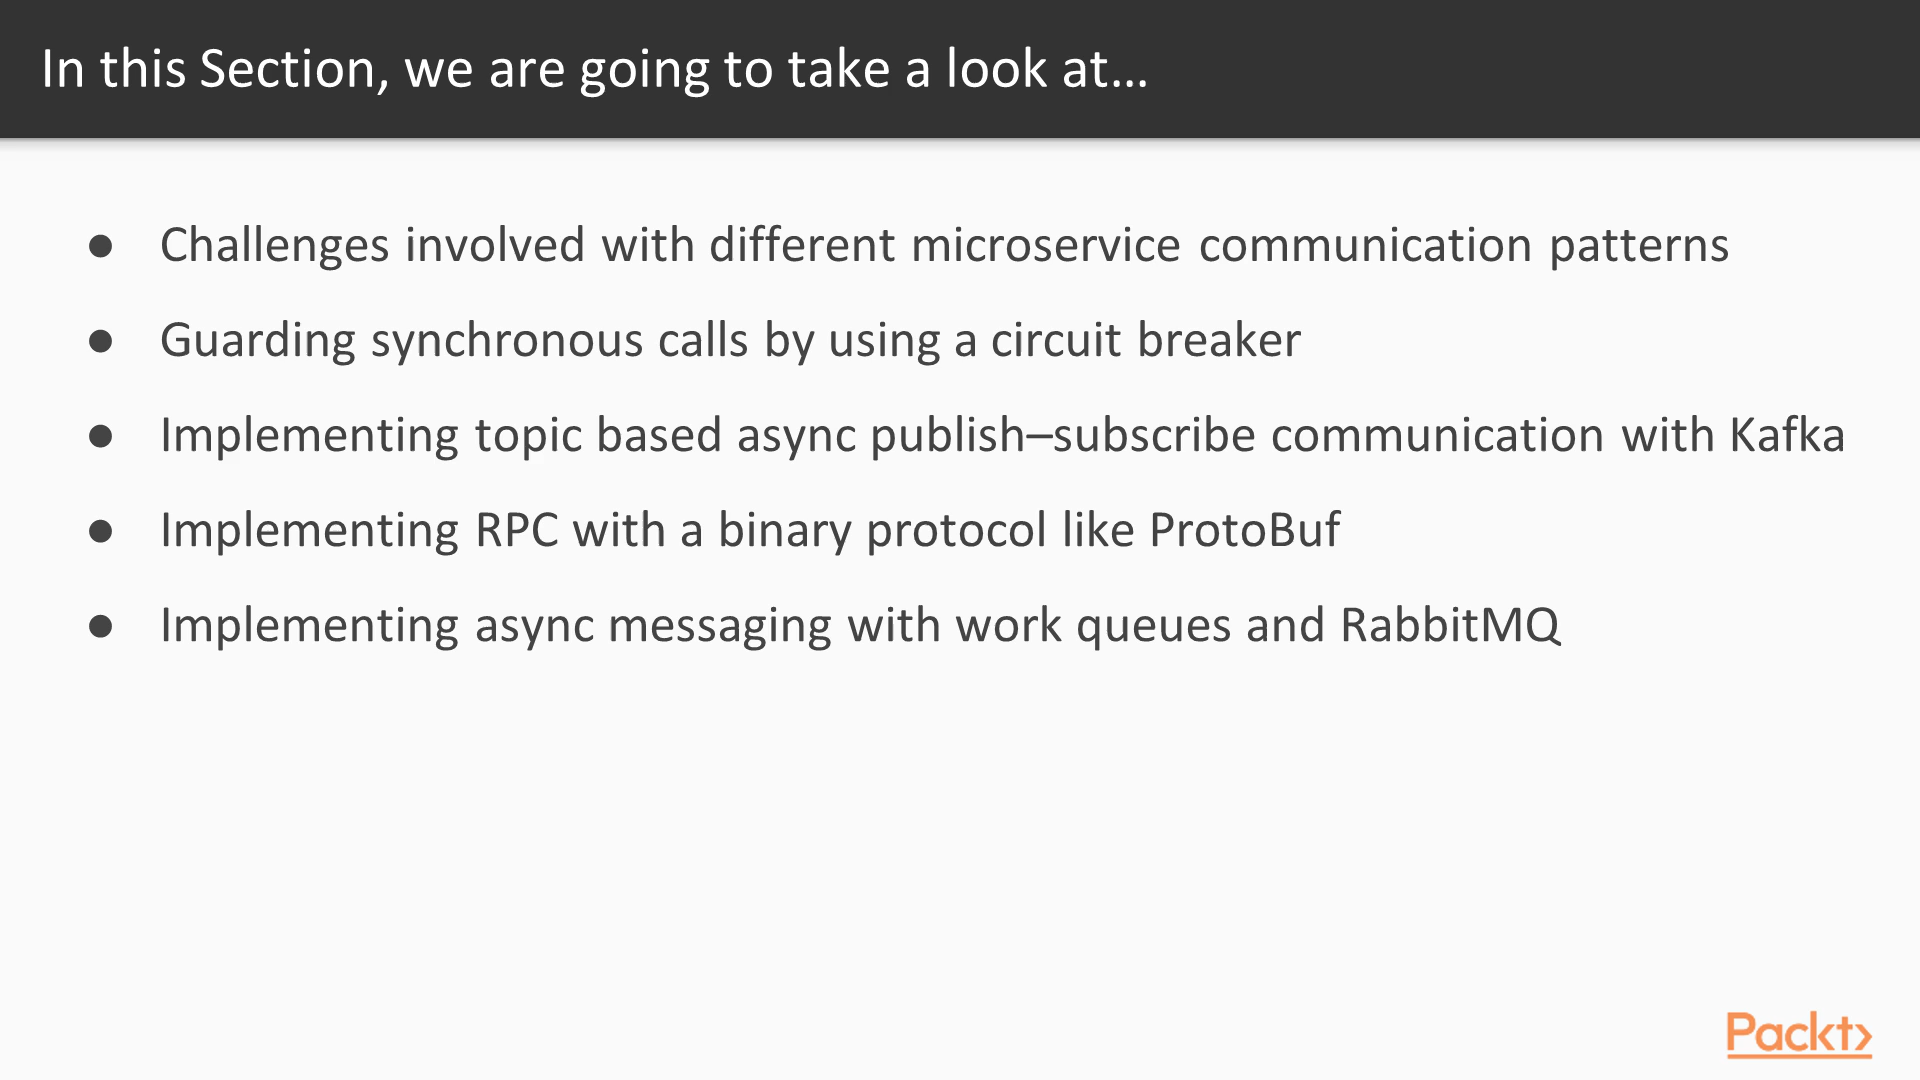 In this Section, we are going to take a look at…
● Challenges involved with different microservice communication patterns
● Guarding synchronous calls by using a circuit breaker
● Implementing topic based async publish–subscribe communication with Kafka
● Implementing RPC with a binary protocol like ProtoBuf
● Implementing async messaging with work queues and RabbitMQ
Packt>